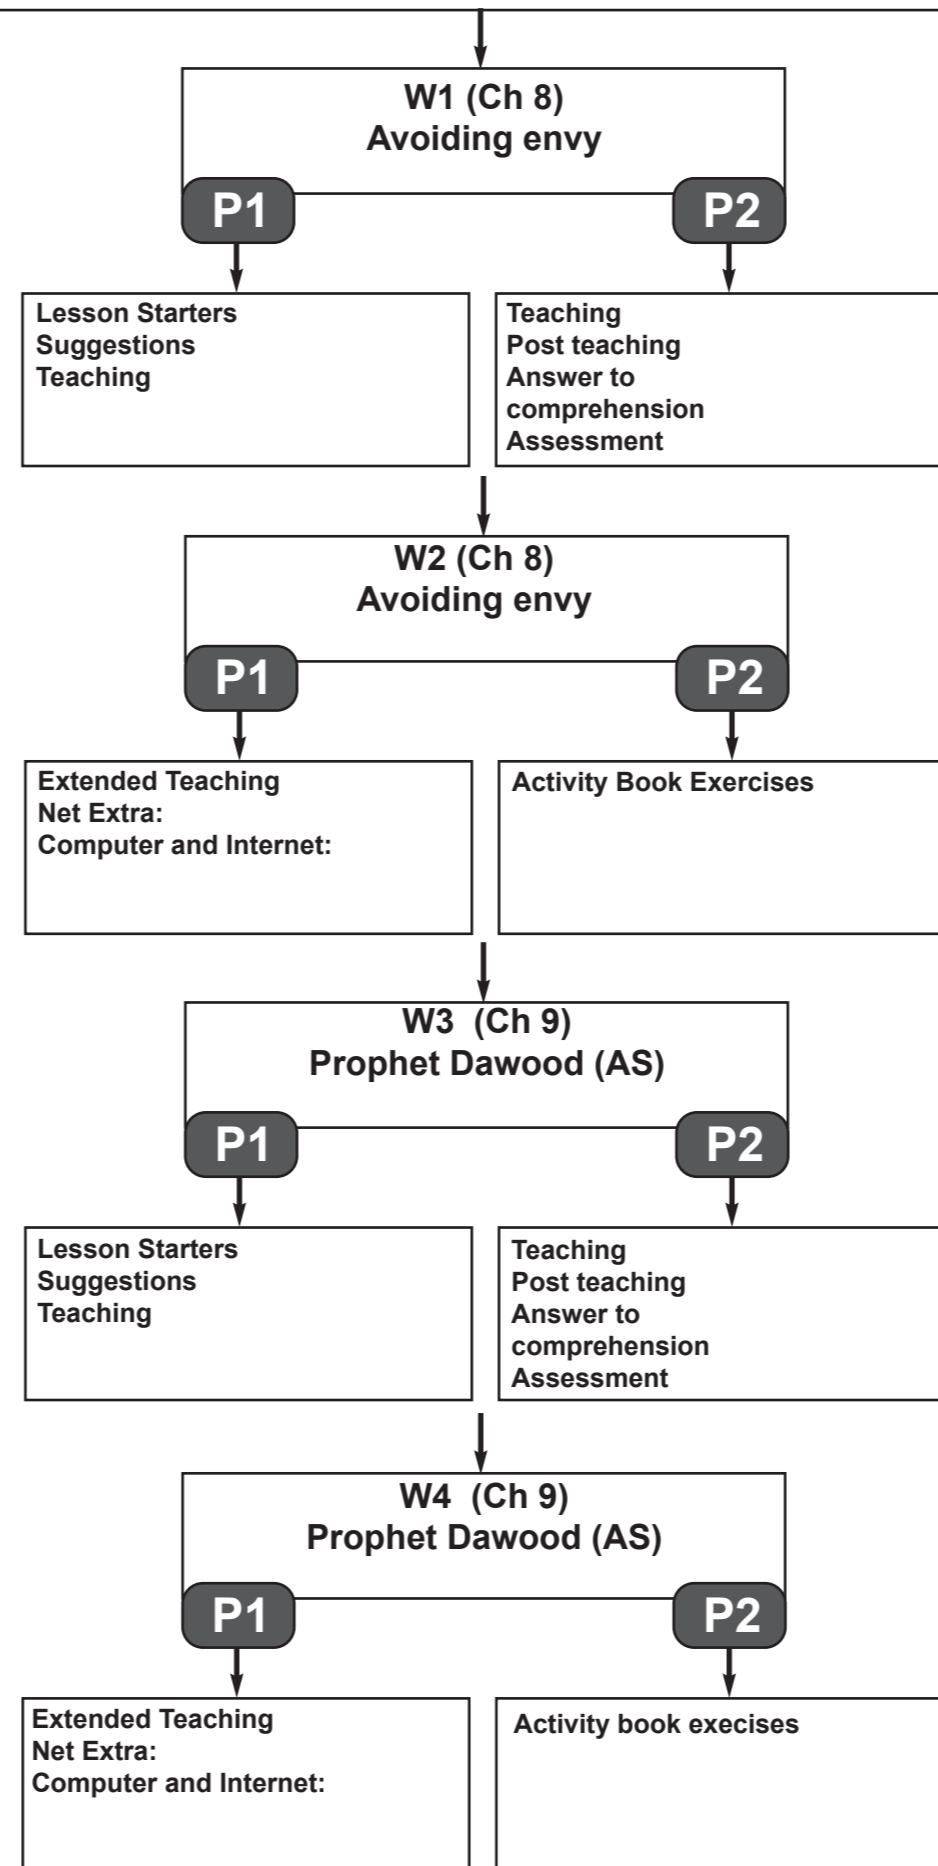 W1 (Ch 8)
Avoiding envy
P1
P2
Lesson Starters
Suggestions
Teaching
Teaching
Post teaching
Answer to
comprehension
Assessment
W2 (Ch 8)
Avoiding envy
P1
P2
Extended Teaching
Net Extra:
Computer and Internet:
Activity Book Exercises
W3 (Ch 9)
Prophet Dawood (AS)
P1
P2
Lesson Starters
Suggestions
Teaching
Teaching
Post teaching
Answer to
comprehension
Assessment
W4 (Ch 9)
Prophet Dawood (AS)
P1
P2
Extended Teaching
Net Extra:
Computer and Internet:
Activity book execises